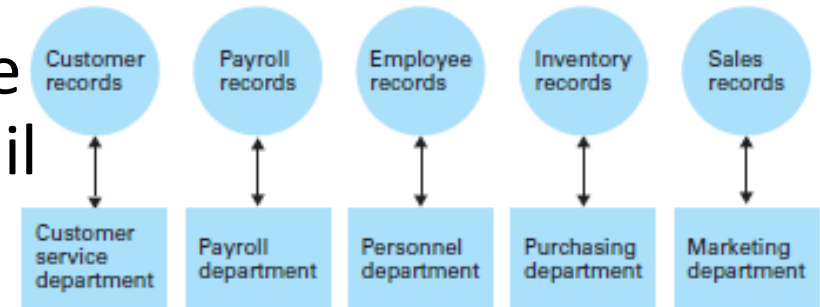 e
il
Customer
records
Payroll
records
Employee
records
Inventory
records
Sales
records
Customer
service
department
Payroll
department
Personnel
department
Purchasing
department
Marketing
department